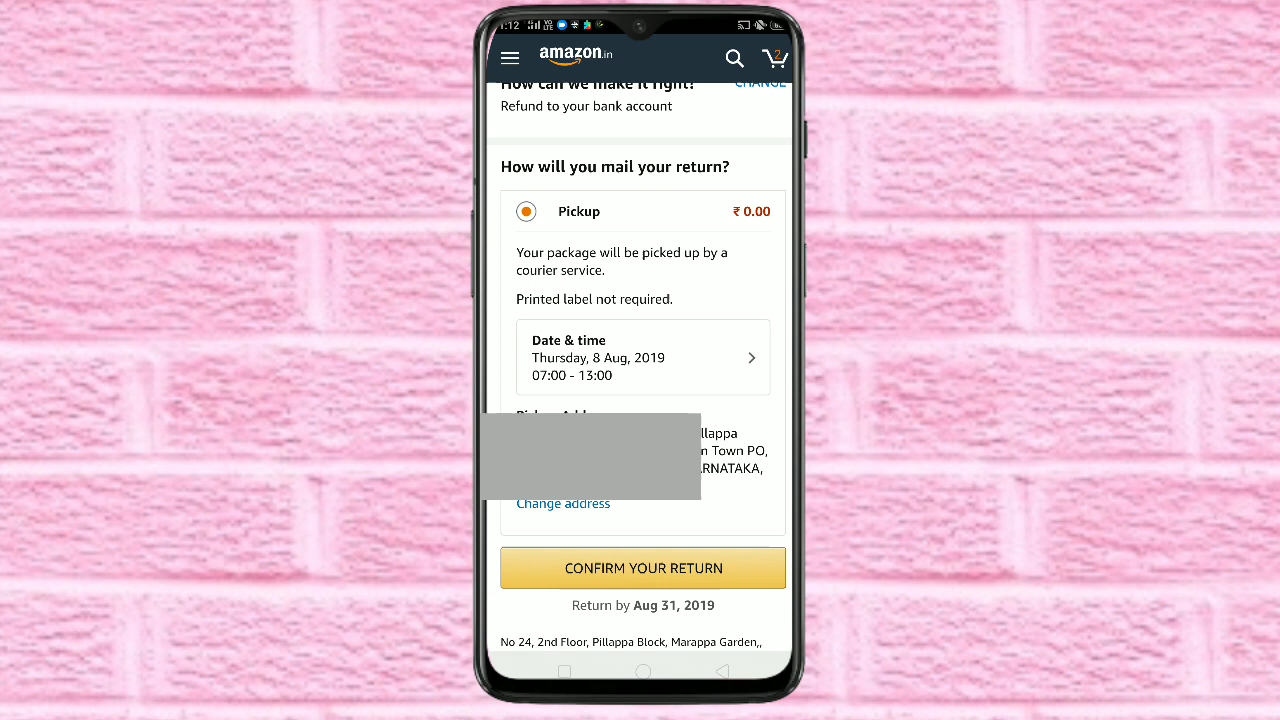 1:12
amazon.in
2
How can we make it right?
CHANGE
Refund to your bank account
How will you mail your return?
Pickup
₹ 0.00
Your package will be picked up by a
courier service.
Printed label not required.
Date & time
Thursday, 8 Aug, 2019
07:00 - 13:00
llappa
n Town PO,
RNATAKA,
Change address
CONFIRM YOUR RETURN
Return by Aug 31, 2019
No 24, 2nd Floor, Pillappa Block, Marappa Garden,,